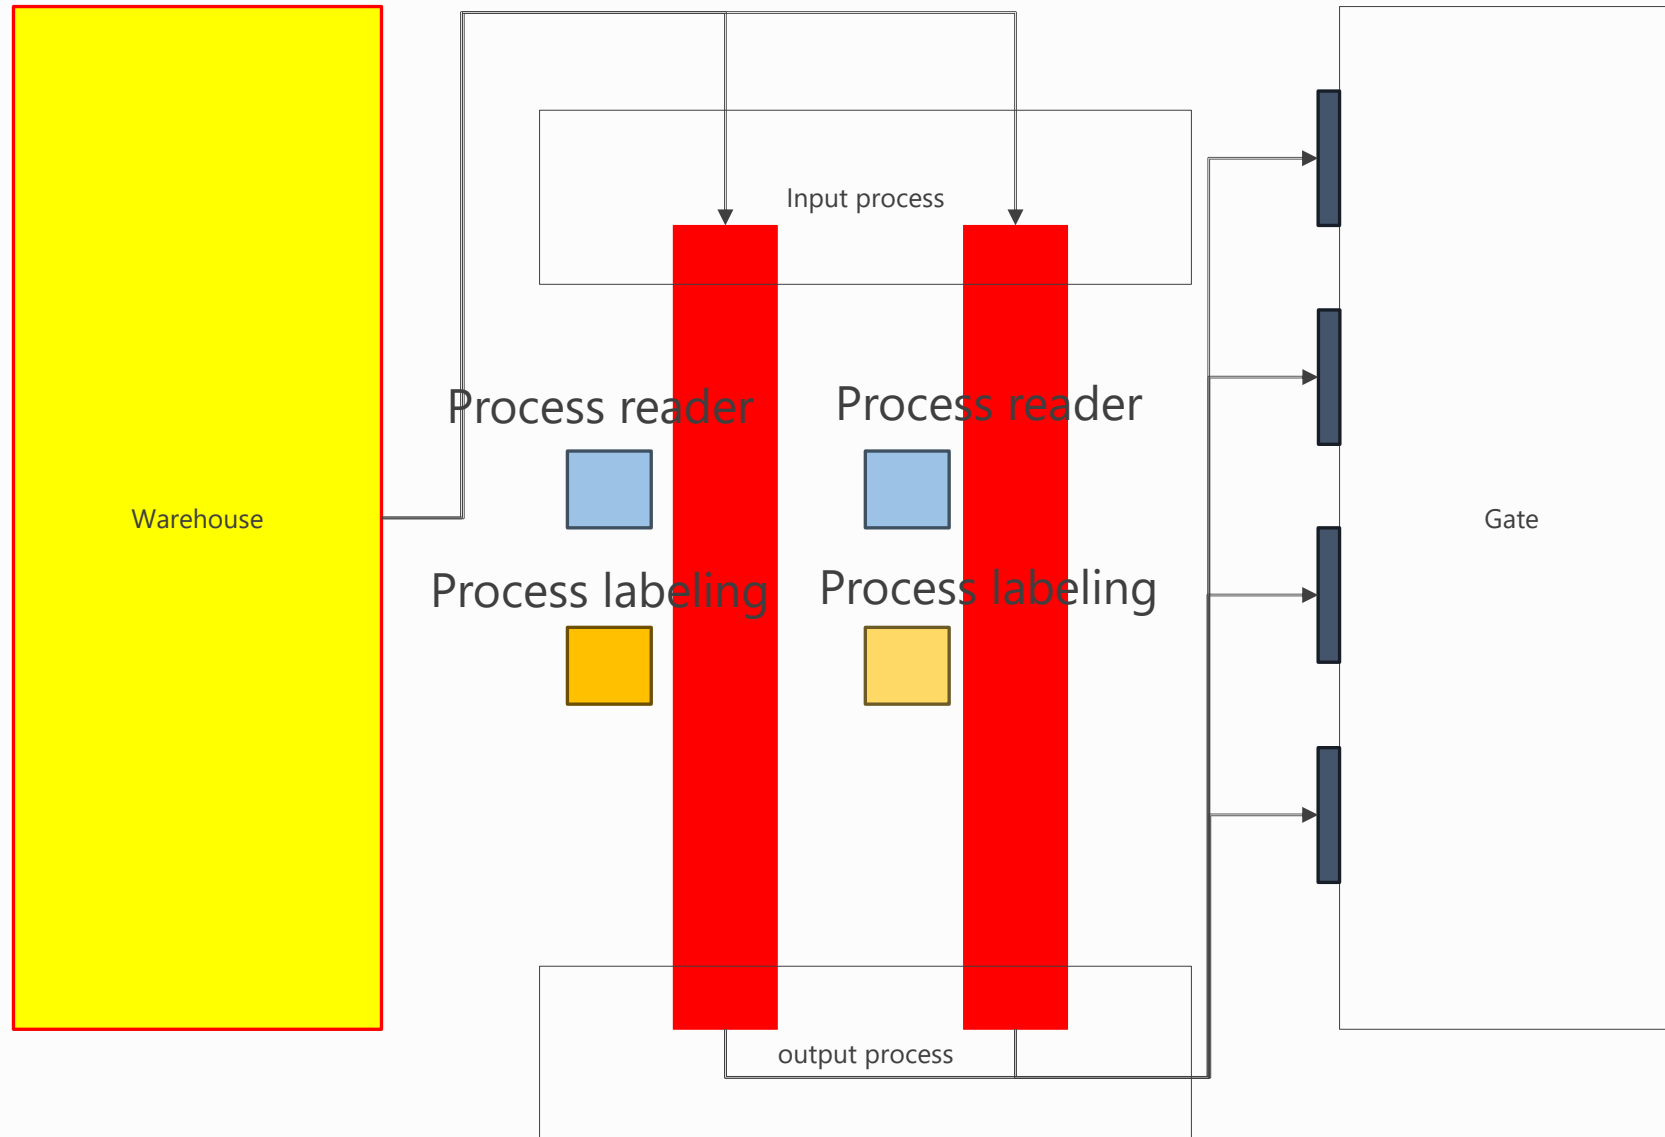 Input process
Process reader
Process reader
Warehouse
Gate
Process labeling
Process labeling
output process